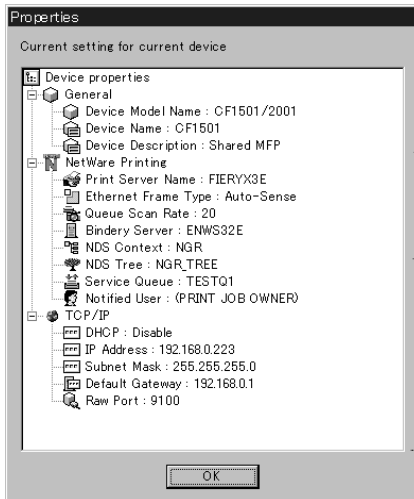 Properties
Current setting for current device
Device properties
General
Device Model Name : CF1501/2001
Device Name : CF1501
Device Description : Shared MFP
NetWare Printing
Print Server Name : FIERYX3E
Ethernet Frame Type : Auto-Sense
Queue Scan Rate : 20
Bindery Server : ENWS32E
NDS Context : NGR
NDS Tree : NGR_TREE
Service Queue : TESTQ1
Notified User : (PRINT JOB OWNER)
TCP/IP
DHCP : Disable
IP Address : 192.168.0.223
Subnet Mask : 255.255.255.0
Default Gateway : 192.168.0.1
Raw Port : 9100
OK